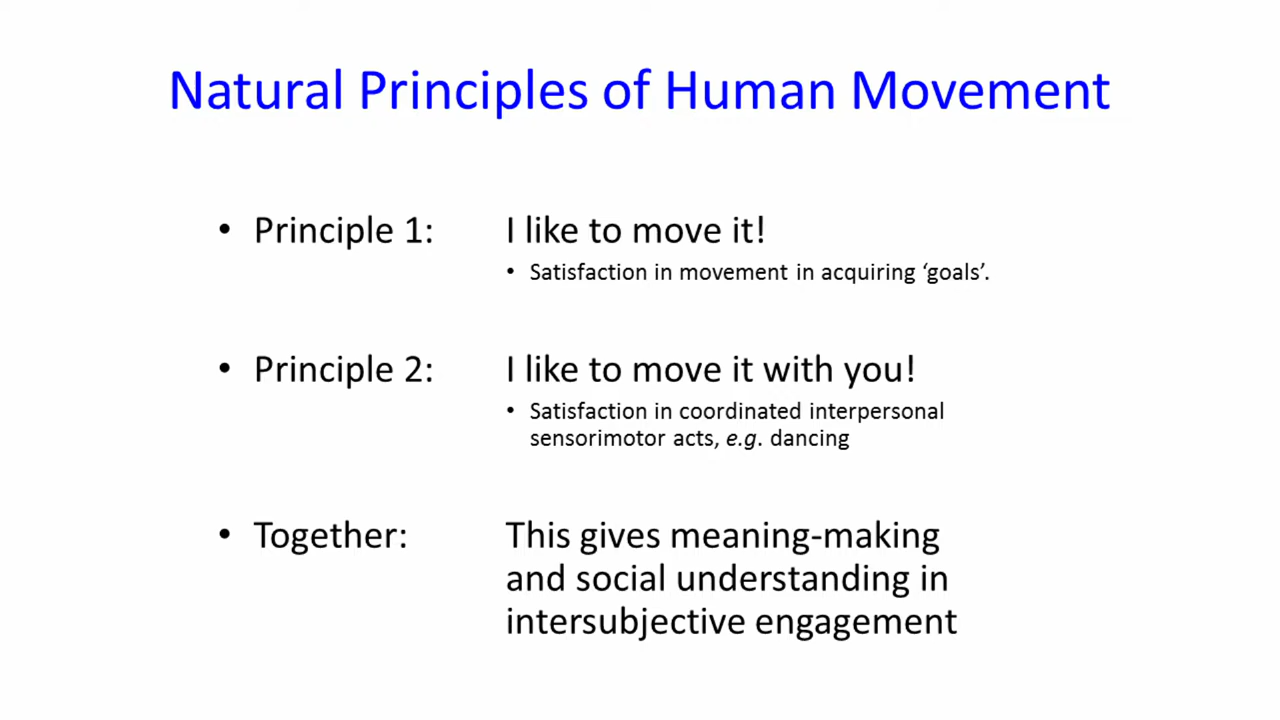 Natural Principles of Human Movement
• Principle 1: I like to move it!
• Satisfaction in movement in acquiring ‘goals’.
• Principle 2: I like to move it with you!
• Satisfaction in coordinated interpersonal
sensorimotor acts, e.g. dancing
• Together: This gives meaning-making
and social understanding in
intersubjective engagement